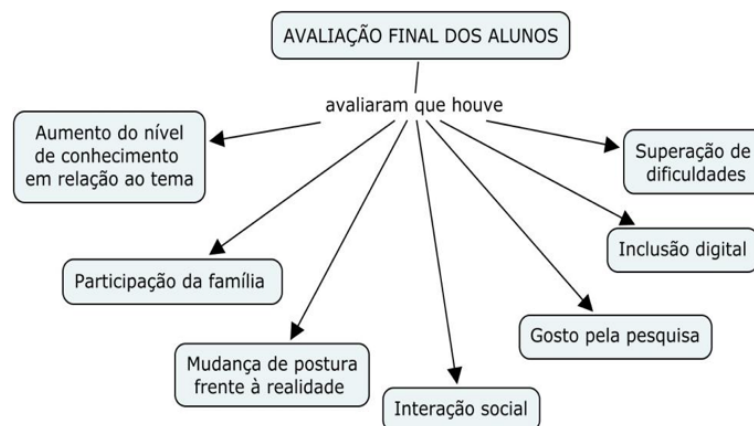 AVALIAÇÃO FINAL DOS ALUNOS
avaliaram que houve
Aumento do nível
de conhecimento
em relação ao tema
Superação de
dificuldades
Inclusão digital
Participação da família
Gosto pela pesquisa
Mudança de postura
frente à realidade
Interação social